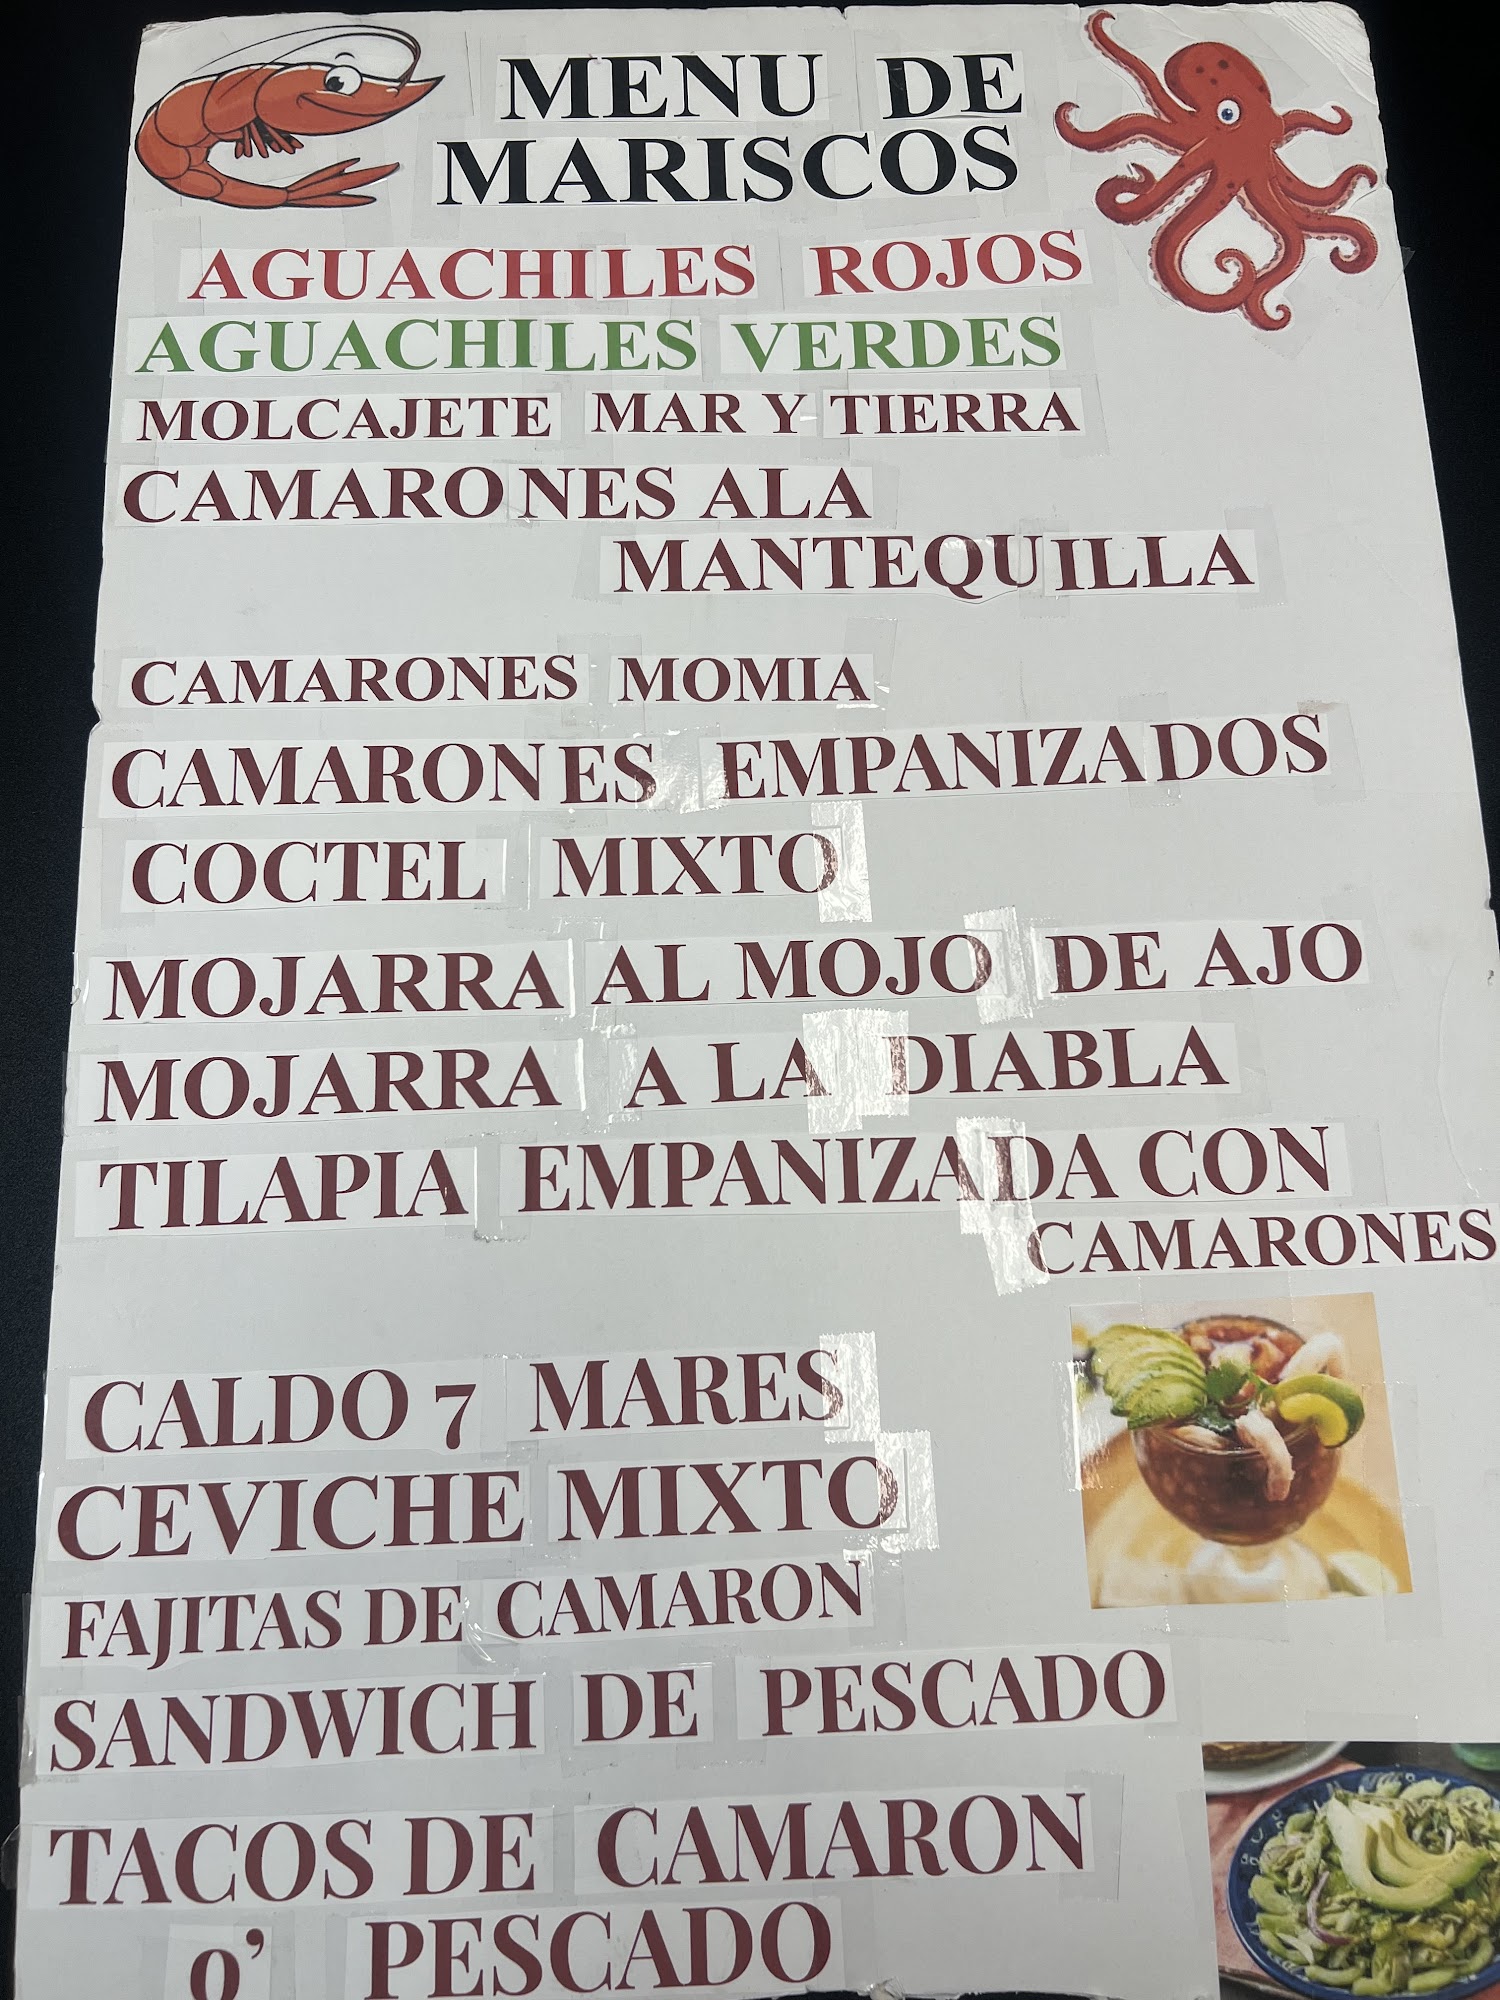 MENU DE
MARISCOS
AGUACHILES ROJOS
AGUACHILES VERDES
MOLCAJETE MAR Y TIERRA
CAMARONES ALA
MANTEQUILLA
CAMARONES MOMIA
CAMARONES EMPANIZADOS
COCTEL MIXTO
MOJARRA AL MOJO DE AJO
MOJARRA A LA DIABLA
TILAPIA EMPANIZADA CON
CAMARONES
CALDO 7 MARES
CEVICHE MIXTO
FAJITAS DE CAMARON
SANDWICH DE PESCADO
TACOS DE CAMARON
o' PESCADO